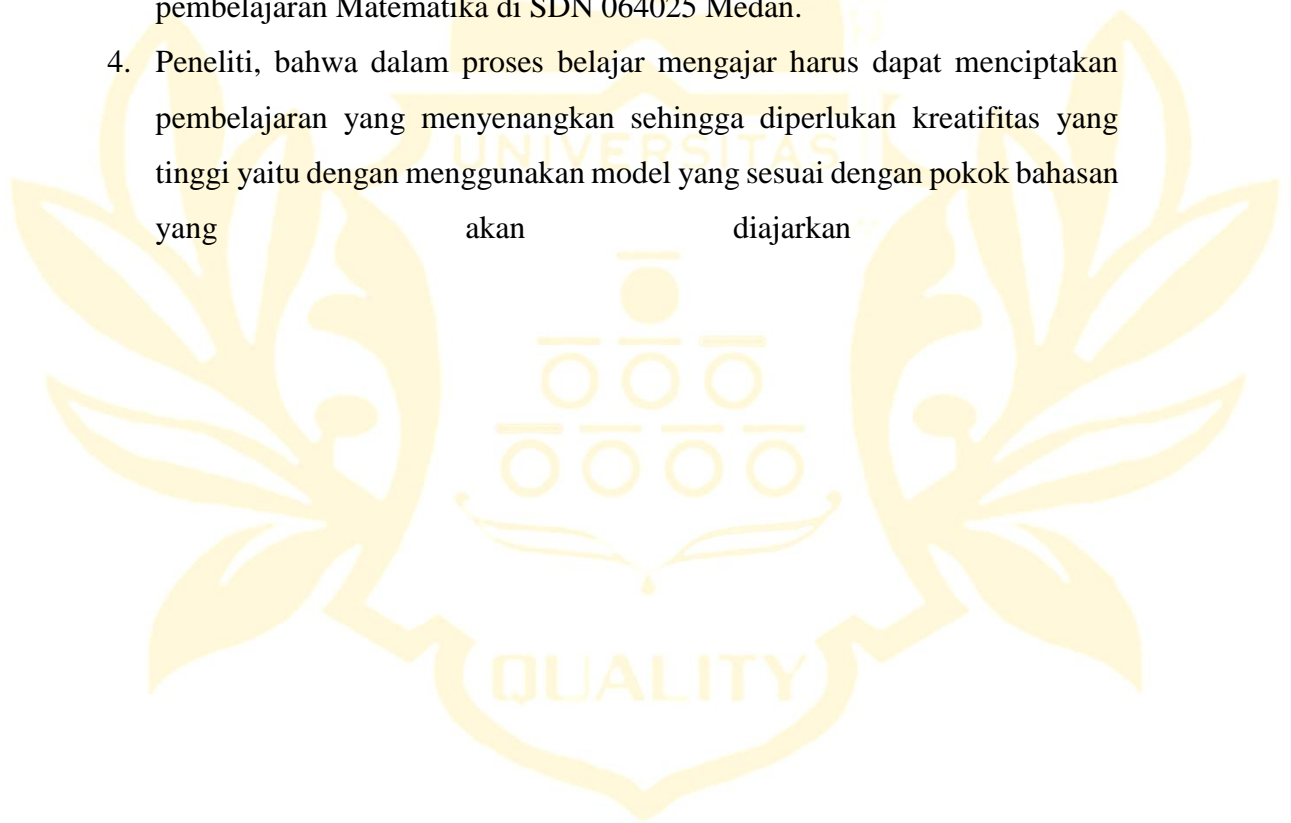 pembelajaran Matematika di SDN 064025 Medan.
4. Peneliti, bahwa dalam proses belajar mengajar harus dapat menciptakan
pembelajaran yang menyenangkan sehingga diperlukan kreatifitas yang
UNIVERSITAS
tinggi yaitu dengan menggunakan model yang sesuai dengan pokok bahasan
yang akan diajarkan
QUALITY